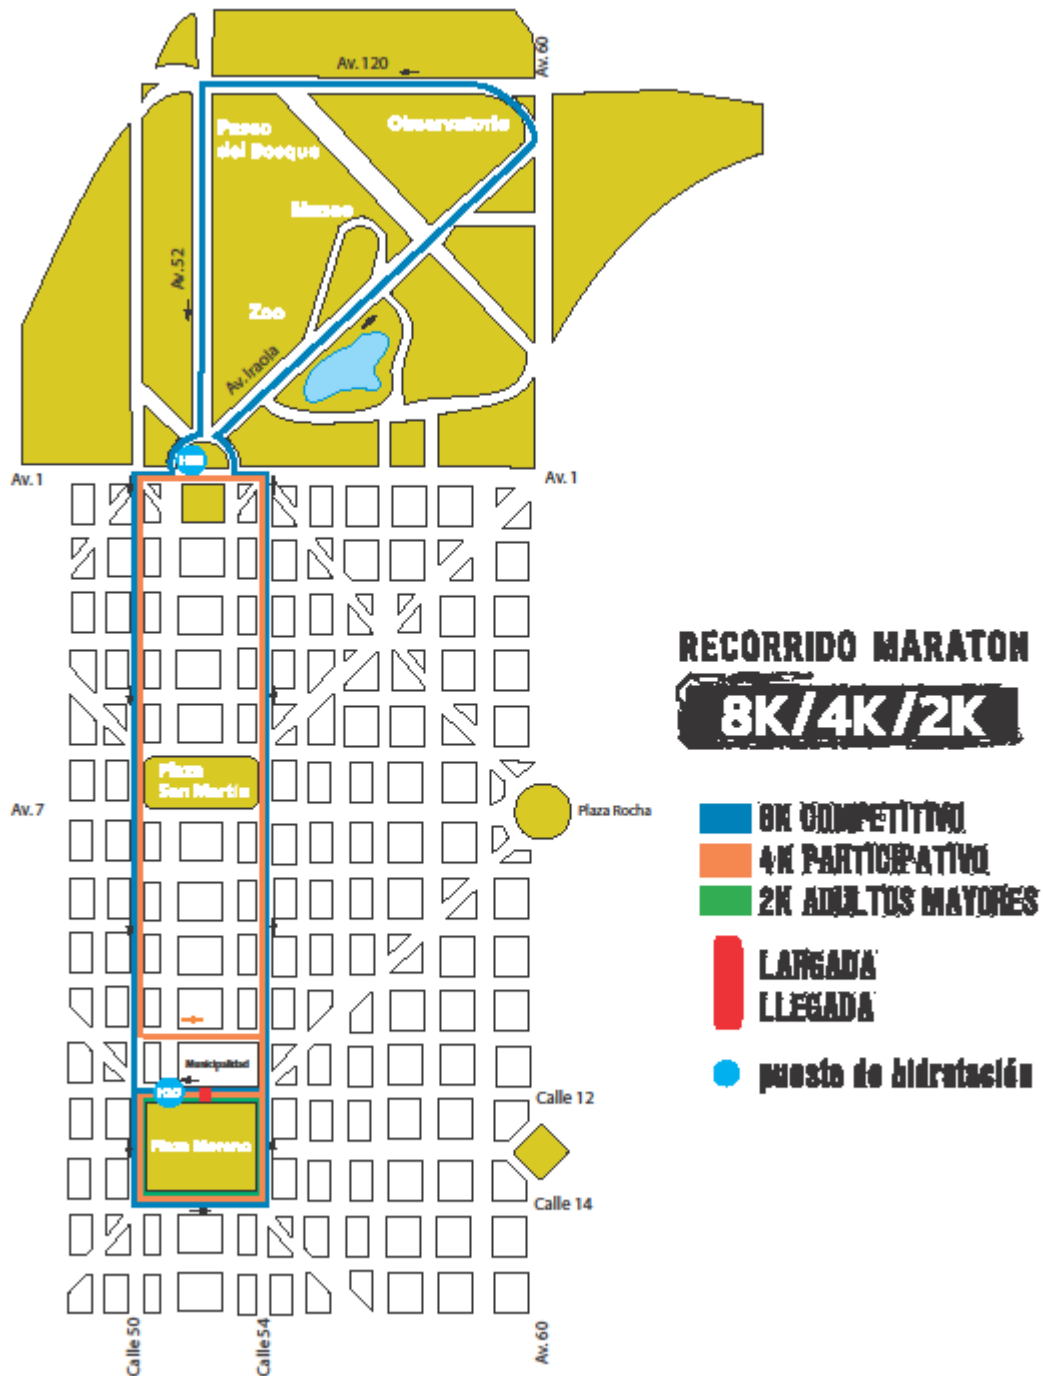 Av. 60
Av. 120
Observatorio
Paseo
del Bosque
Museo
Av. 52
Zoo
Av. Iraola
Av. 1
Av. 1
RECORRIDO MARATON
8K/4K/2K
Plaza
San Martín
Av. 7
Plaza Rocha
8K COMPETITIVO
4K PARTICIPATIVO
2K ADULTOS MAYORES
LARGADA
LLEGADA
Municipalidad
puesto de hidratación
H2O
Calle 12
Plaza Moreno
Calle 14
Calle 50
Calle 54
Av. 60